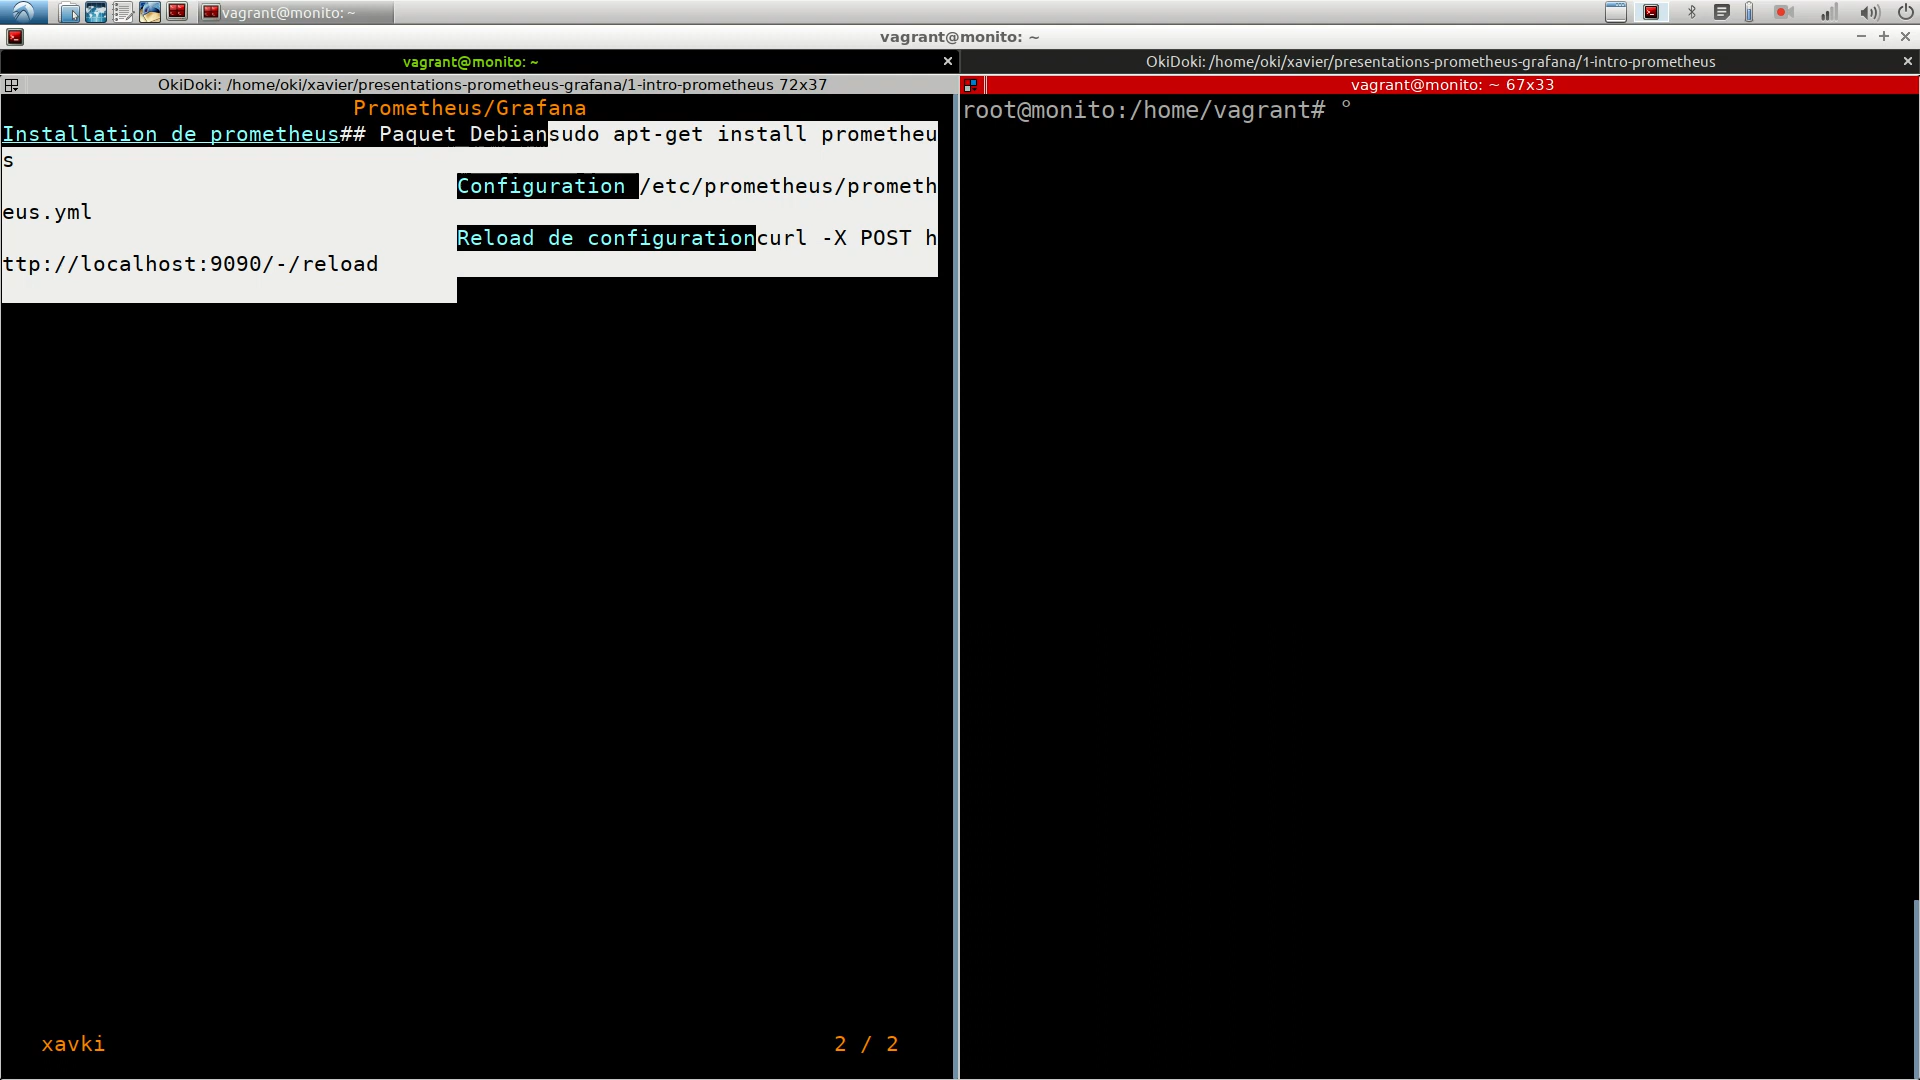 vagrant@monito: ~
vagrant@monito: ~
vagrant@monito: ~
OkiDoki: /home/oki/xavier/presentations-prometheus-grafana/1-intro-prometheus
OkiDoki: /home/oki/xavier/presentations-prometheus-grafana/1-intro-prometheus 72x37
Prometheus/Grafana
Installation de prometheus## Paquet Debiansudo apt-get install prometheu
s
Configuration /etc/prometheus/prometh
eus.yml
Reload de configurationcurl -X POST h
ttp://localhost:9090/-/reload
xavki
2 / 2
vagrant@monito: ~ 67x33
root@monito:/home/vagrant# °